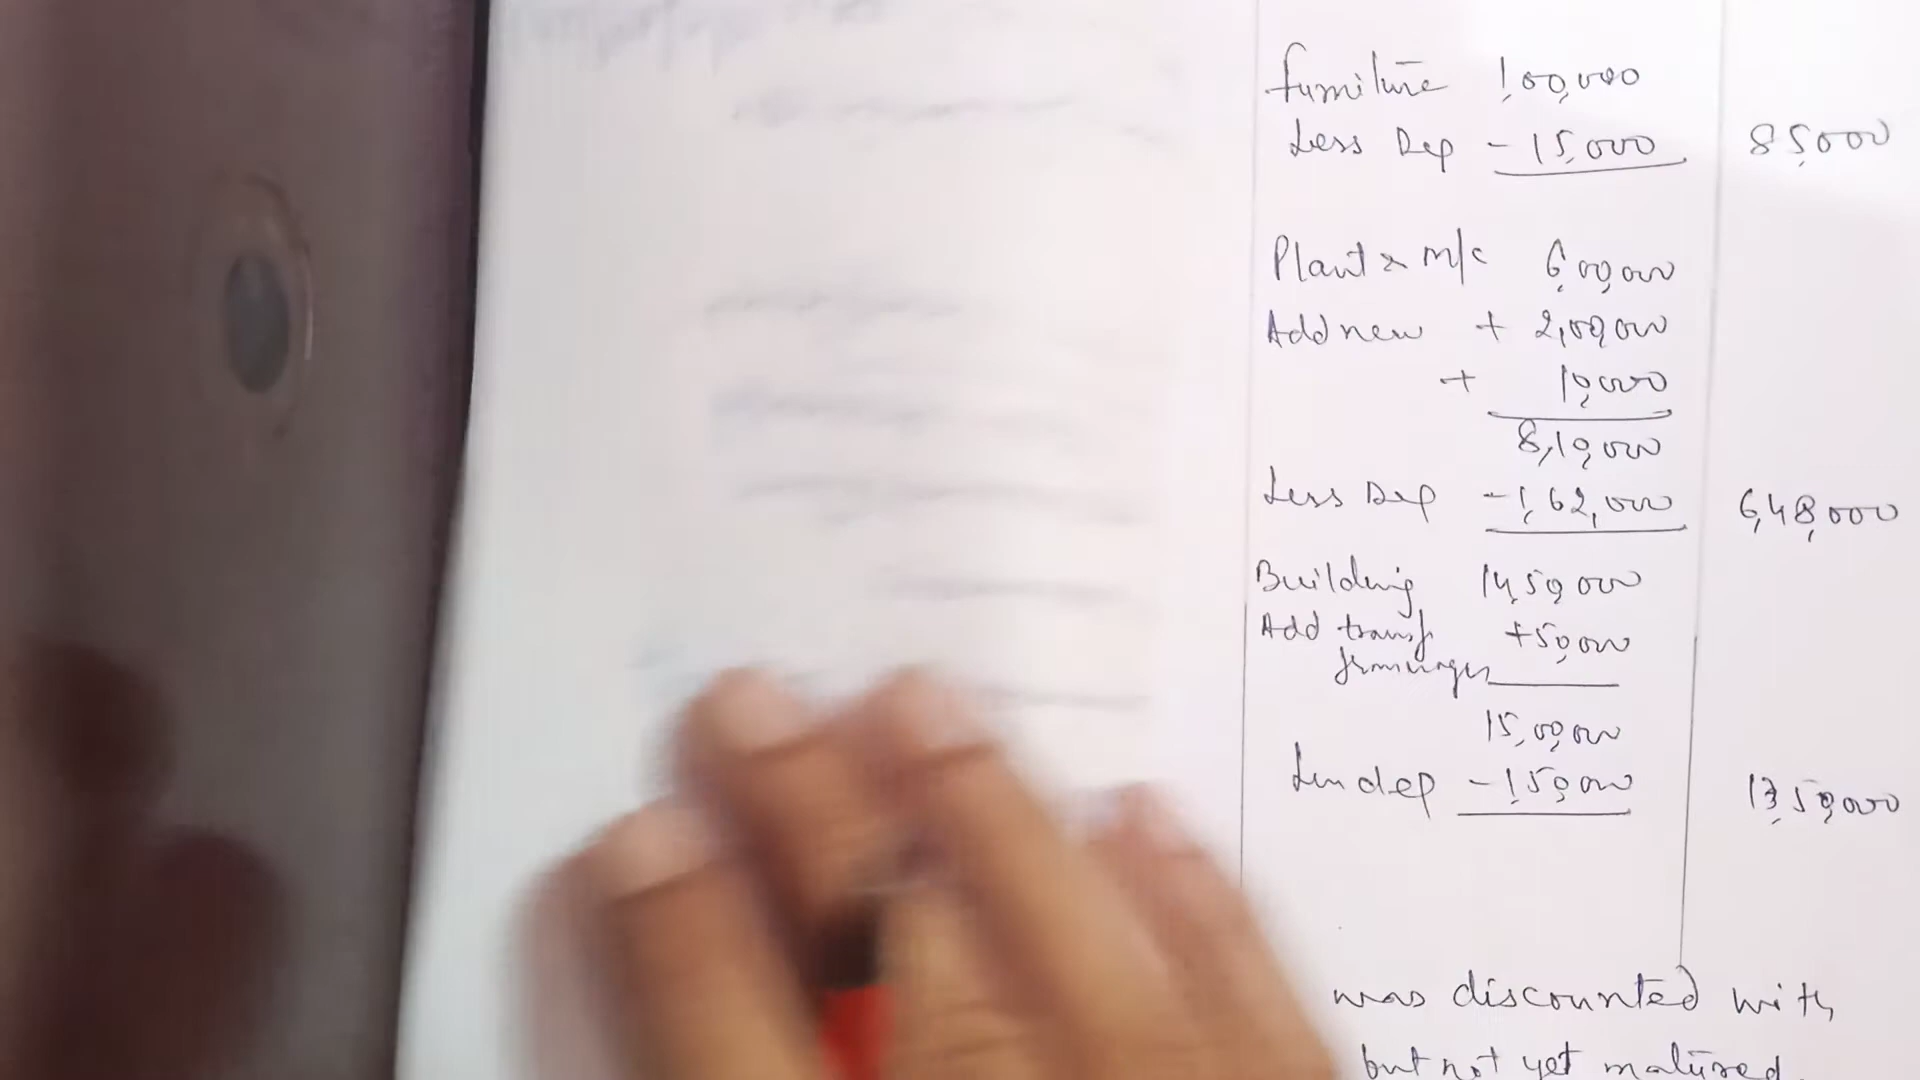 Furniture 1,00,000
Less Dep - 15,000 85,000
Plant & M/c 6,00,000
Add new + 2,00,000
+ 10,000
8,10,000
Less Dep - 1,62,000 6,48,000
Building 14,50,000
Add transf + 50,000
15,00,000
Less dep - 1,50,000 13,50,000
was discounted with
but not yet matured.